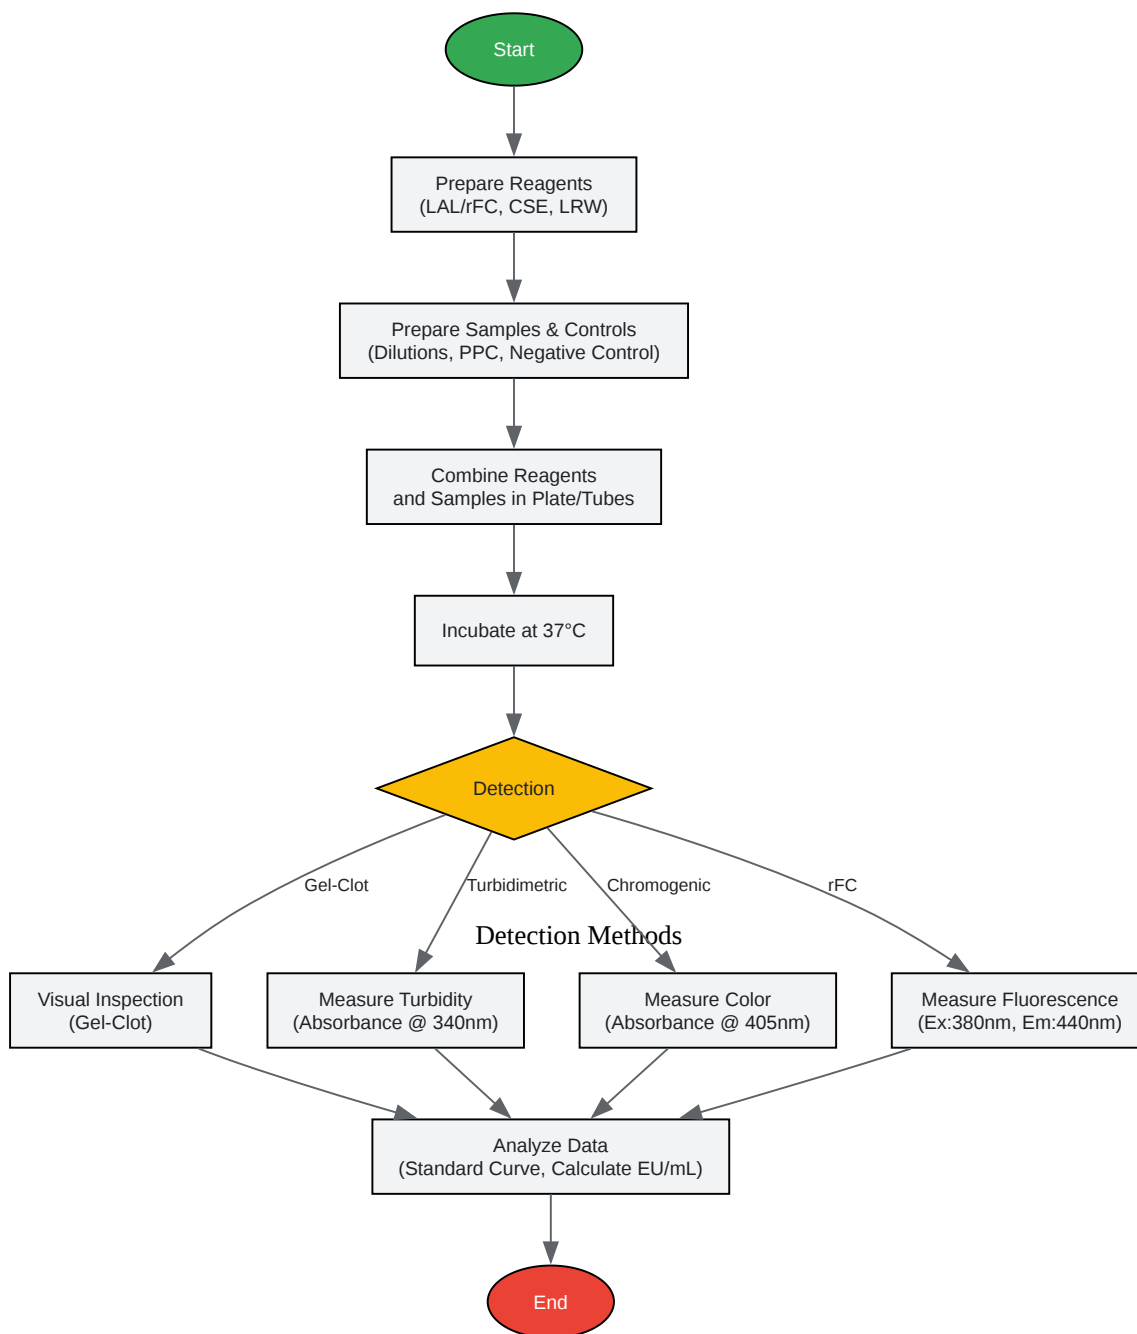 Start
Prepare Reagents
(LAL/rFC, CSE, LRW)
Prepare Samples & Controls
(Dilutions, PPC, Negative Control)
Combine Reagents
and Samples in Plate/Tubes
Incubate at 37°C
Detection
Gel-Clot
Turbidimetric
Chromogenic
rFC
Detection Methods
Visual Inspection
(Gel-Clot)
Measure Turbidity
(Absorbance @ 340nm)
Measure Color
(Absorbance @ 405nm)
Measure Fluorescence
(Ex:380nm, Em:440nm)
Analyze Data
(Standard Curve, Calculate EU/mL)
End